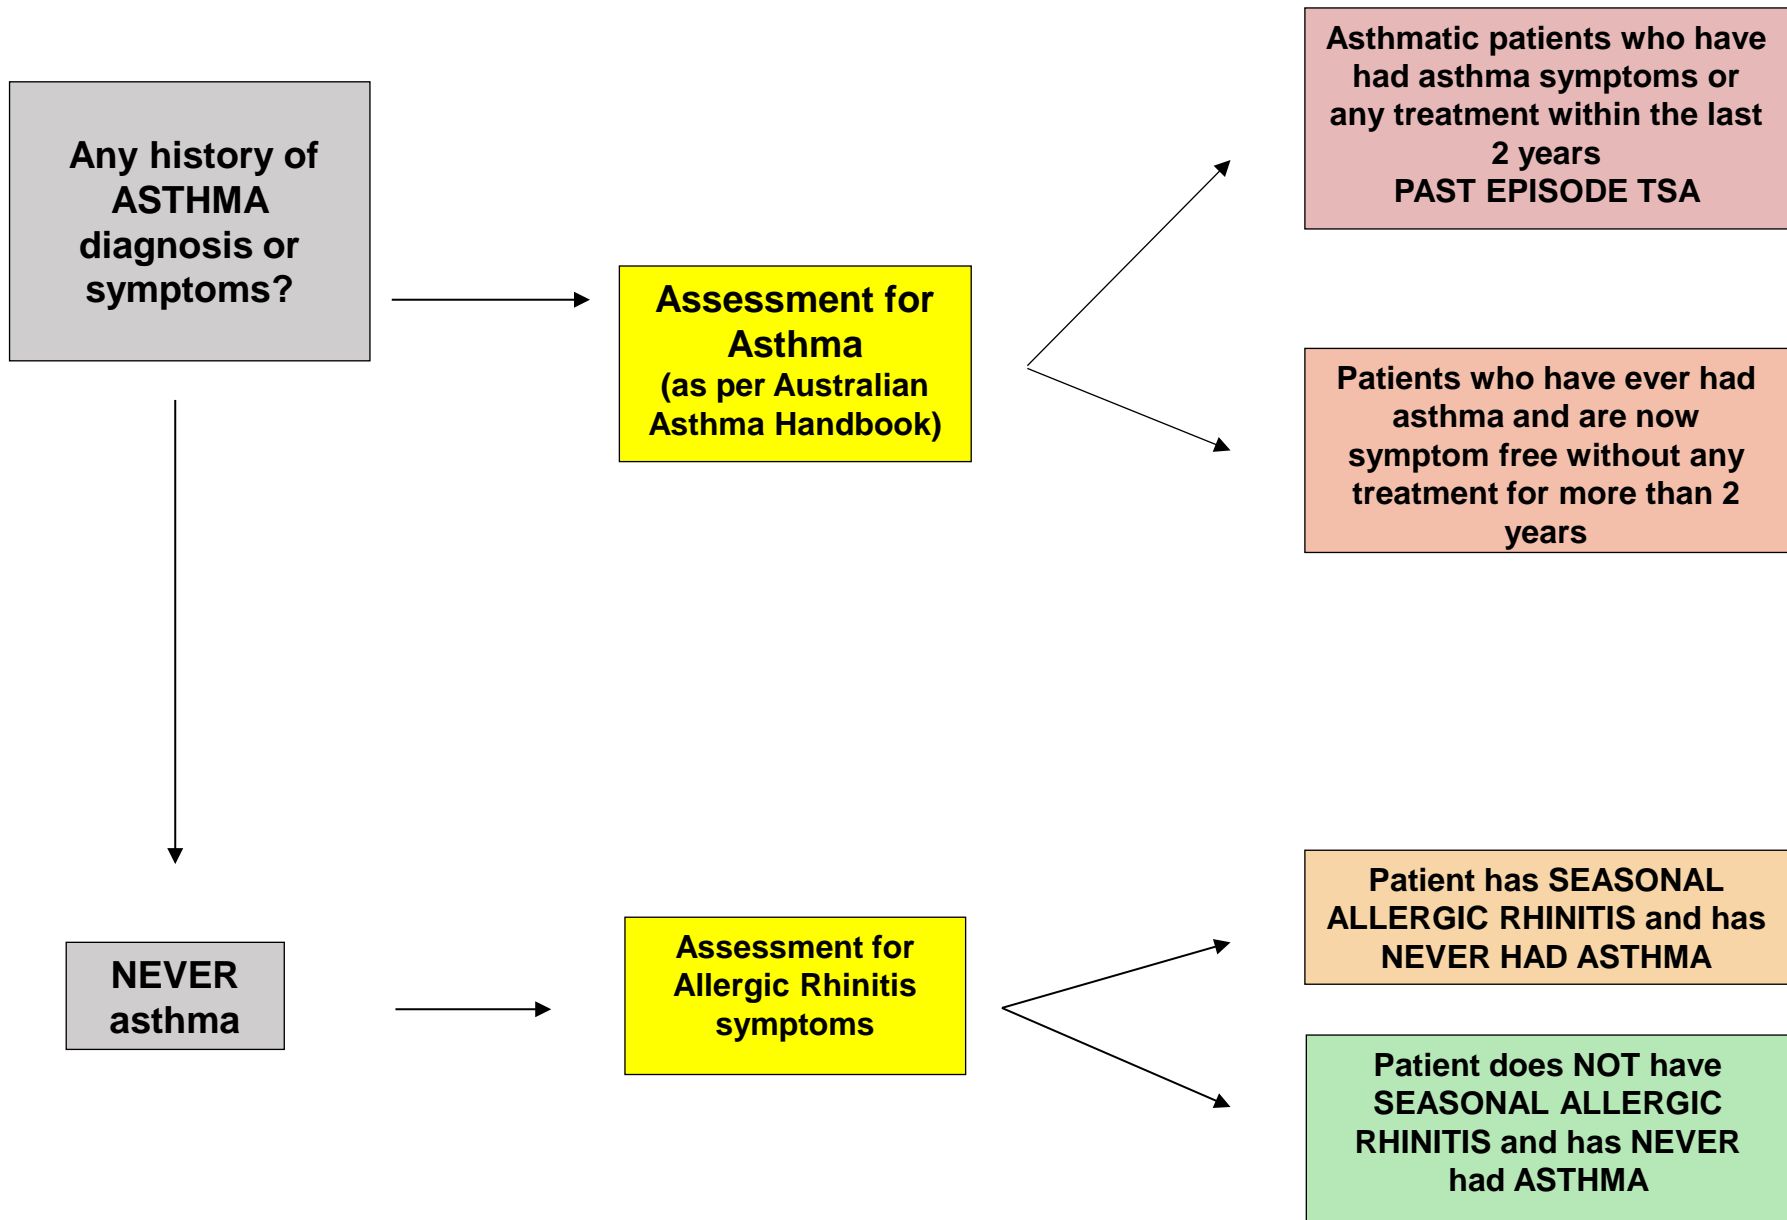 Any history of
ASTHMA
diagnosis or
symptoms?
Assessment for
Asthma
(as per Australian
Asthma Handbook)
Asthmatic patients who have
had asthma symptoms or
any treatment within the last
2 years
PAST EPISODE TSA
Patients who have ever had
asthma and are now
symptom free without any
treatment for more than 2
years
NEVER
asthma
Assessment for
Allergic Rhinitis
symptoms
Patient has SEASONAL
ALLERGIC RHINITIS and has
NEVER HAD ASTHMA
Patient does NOT have
SEASONAL ALLERGIC
RHINITIS and has NEVER
had ASTHMA